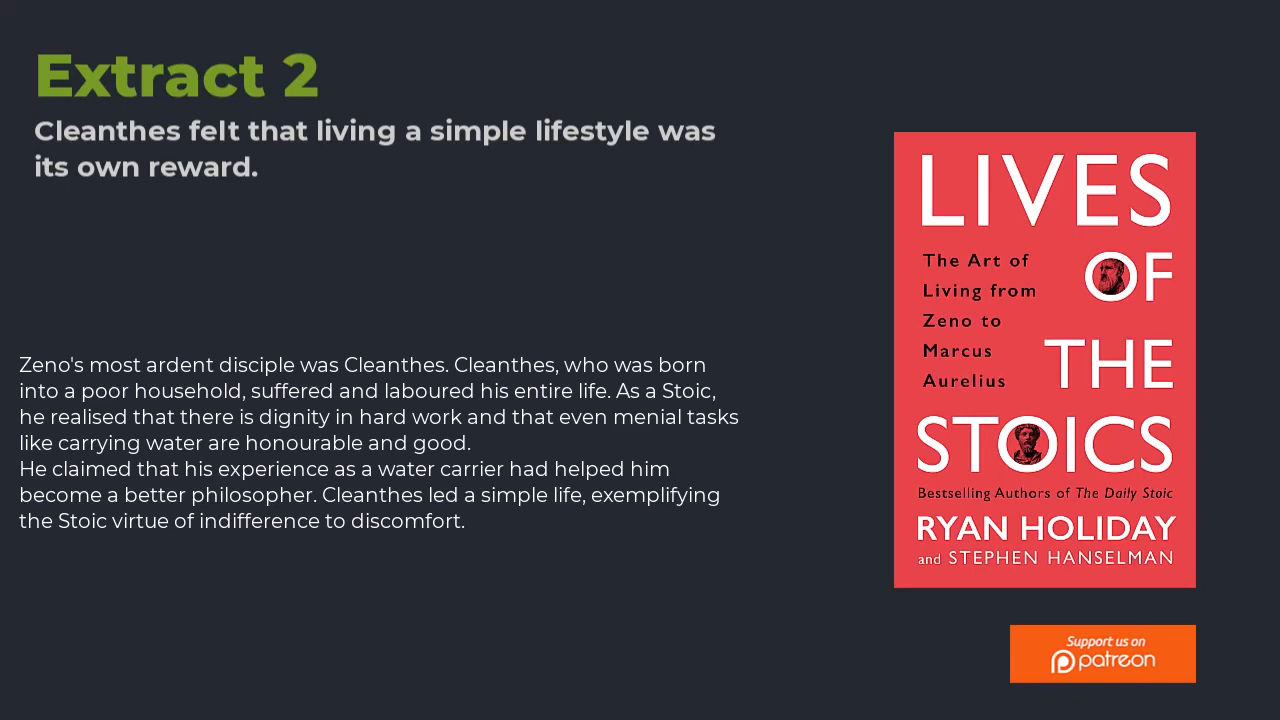 Extract 2
Cleanthes felt that living a simple lifestyle was
its own reward.
Zeno's most ardent disciple was Cleanthes. Cleanthes, who was born
into a poor household, suffered and laboured his entire life. As a Stoic,
he realised that there is dignity in hard work and that even menial tasks
like carrying water are honourable and good.
He claimed that his experience as a water carrier had helped him
become a better philosopher. Cleanthes led a simple life, exemplifying
the Stoic virtue of indifference to discomfort.
LIVES
OF
THE
STOICS
The Art of
Living from
Zeno to
Marcus
Aurelius
Bestselling Authors of The Daily Stoic
RYAN HOLIDAY
and STEPHEN HANSELMAN
Support us on
patreon